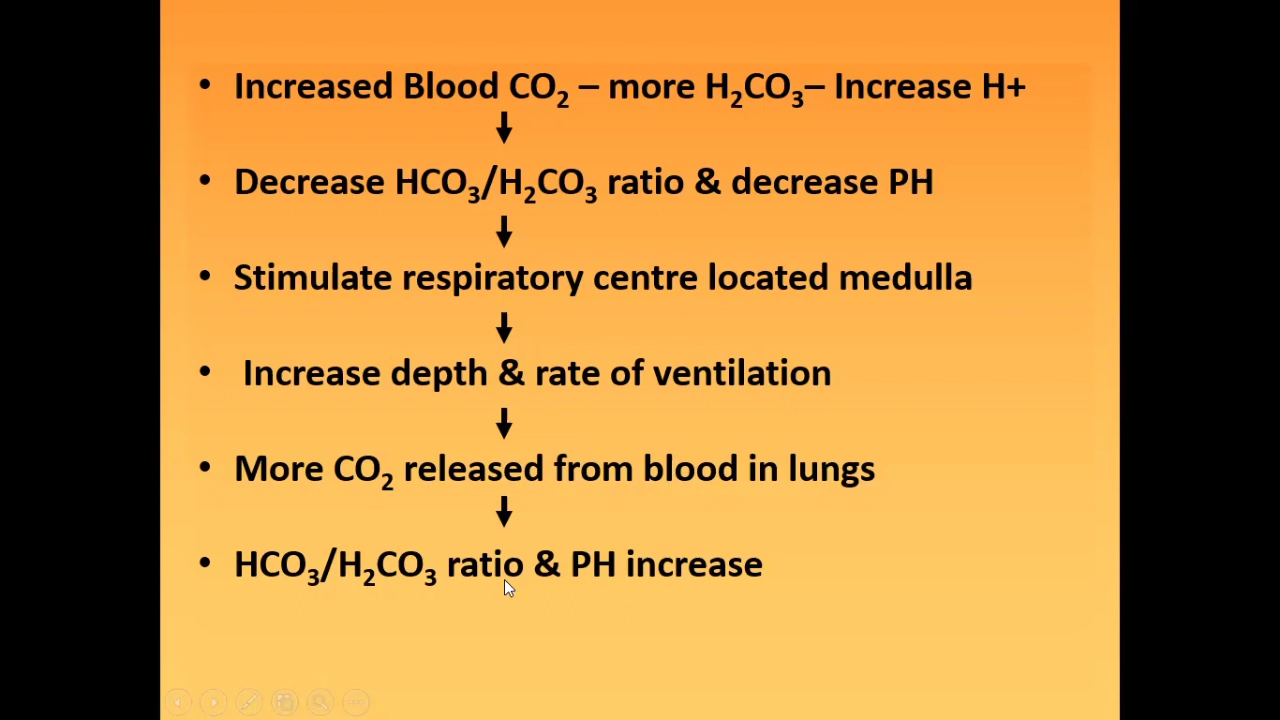 • Increased Blood CO₂ – more H₂CO₃– Increase H+
• Decrease HCO₃/H₂CO₃ ratio & decrease PH
• Stimulate respiratory centre located medulla
• Increase depth & rate of ventilation
• More CO₂ released from blood in lungs
• HCO₃/H₂CO₃ ratio & PH increase